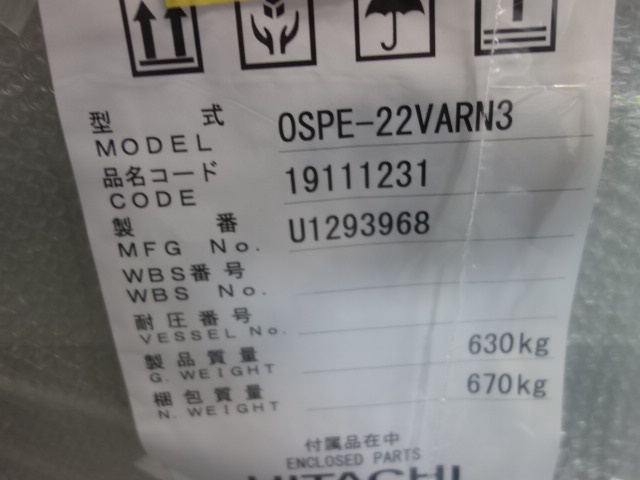 型 式 OSPE-22VARN3
MODEL
品名コード 19111231
CODE
製 番 U1293968
MFG No.
WBS番号
WBS No.
耐圧番号
VESSEL No.
製品質量 630kg
G. WEIGHT
梱包質量 670kg
N. WEIGHT
付属品在中
ENCLOSED PARTS
HITACHI